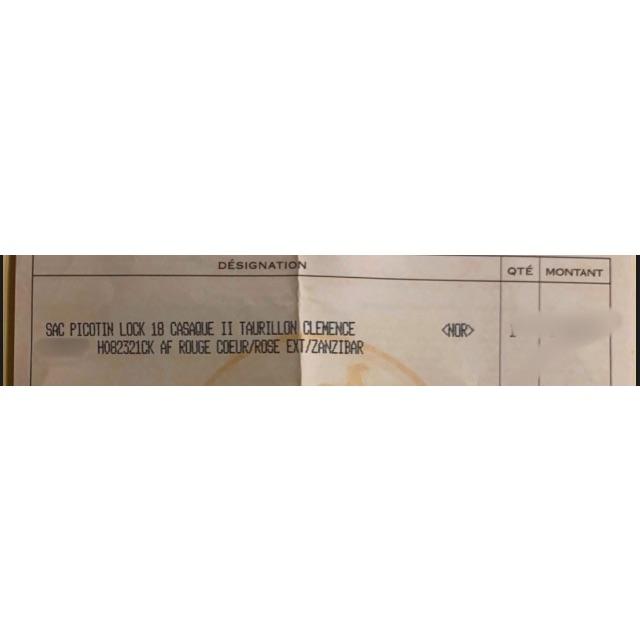 DÉSIGNATION QTÉ MONTANT
SAC PICOTIN LOCK 18 CASAQUE II TAURILLON CLEMENCE <NOR> 1
H082321CK AF ROUGE COEUR/ROSE EXT/ZANZIBAR